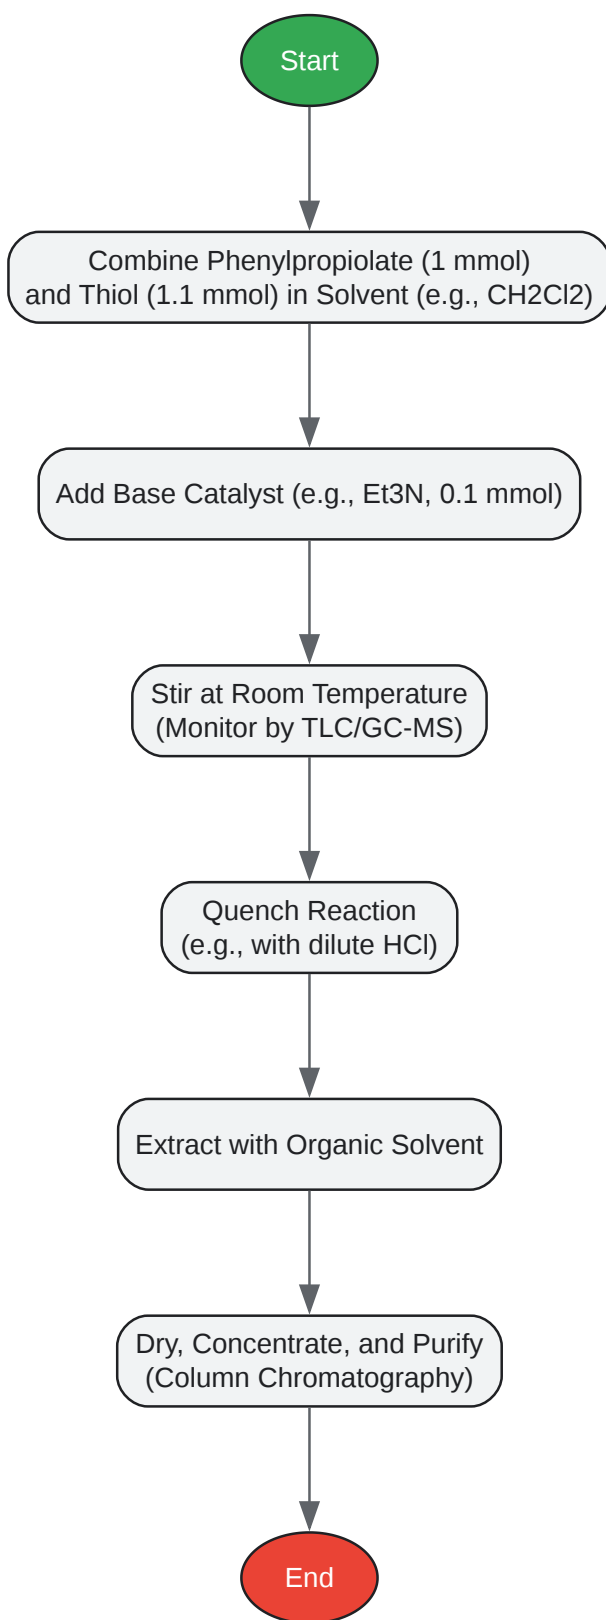 Start
Combine Phenylpropiolate (1 mmol)
and Thiol (1.1 mmol) in Solvent (e.g., CH2Cl2)
Add Base Catalyst (e.g., Et3N, 0.1 mmol)
Stir at Room Temperature
(Monitor by TLC/GC-MS)
Quench Reaction
(e.g., with dilute HCl)
Extract with Organic Solvent
Dry, Concentrate, and Purify
(Column Chromatography)
End